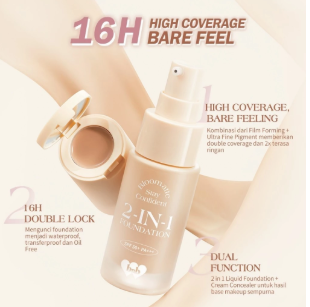 16H HIGH COVERAGE
BARE FEEL
1
HIGH COVERAGE,
BARE FEELING
Kombinasi dari Film Forming +
Ultra Fine Pigment memberikan
double coverage dan 2x terasa
ringan
2
16H
DOUBLE LOCK
Mengunci foundation
menjadi waterproof,
transferproof dan Oil
Free
Stay
Confident
2-IN-1
FOUNDATION
3
DUAL
FUNCTION
2 in 1 Liquid Foundation +
Cream Concealer untuk hasil
base makeup sempurna